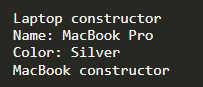 Laptop constructor
Name: MacBook Pro
Color: Silver
MacBook constructor